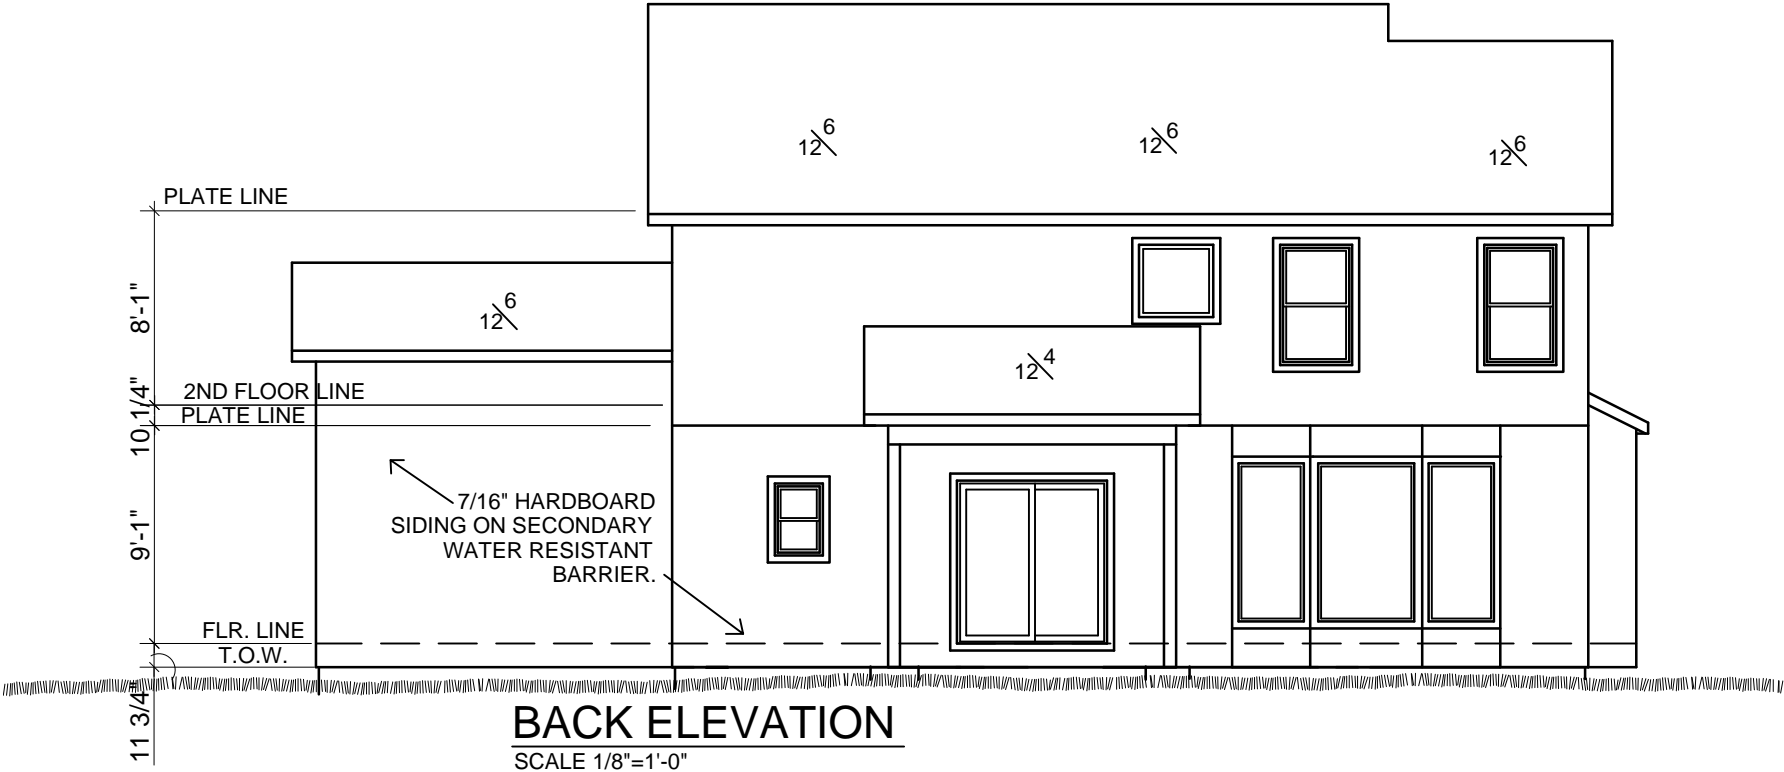 6
12
6
12
6
12
PLATE LINE
8'-1"
6
12
4
12
2ND FLOOR LINE
10 1/4"
PLATE LINE
7/16" HARDBOARD
SIDING ON SECONDARY
WATER RESISTANT
BARRIER.
9'-1"
FLR. LINE
T.O.W.
11 3/4"
BACK ELEVATION
SCALE 1/8"=1'-0"